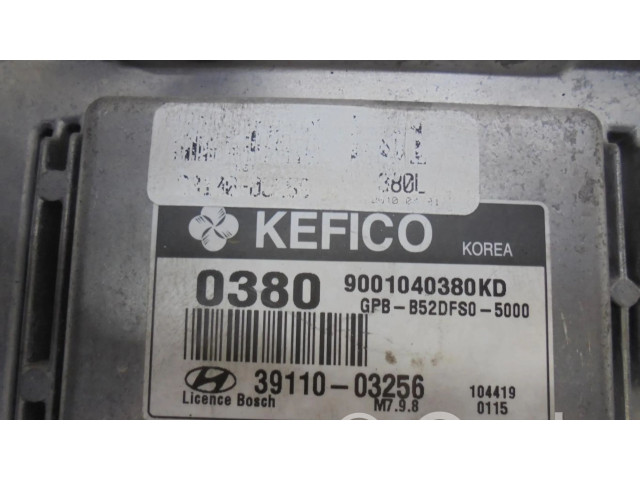 380L
KEFICO KOREA
0380 9001040380KD
GPB-B52DFS0-5000
39110-03256 104419
Licence Bosch M7.9.8 0115